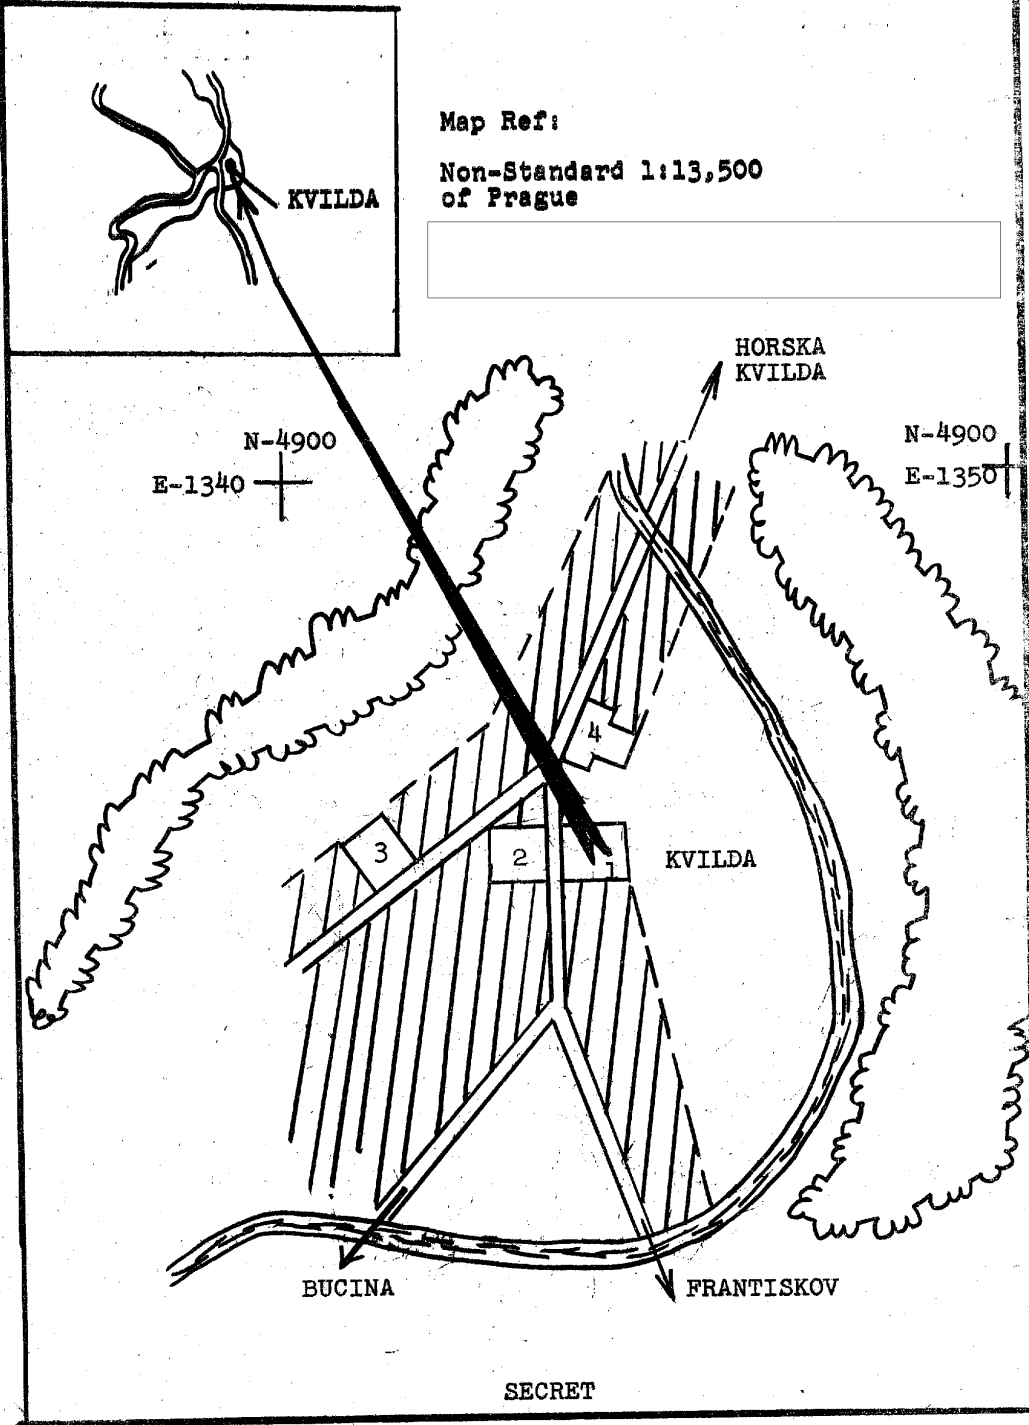 KVILDA
Map Ref:
Non-Standard 1:13,500
of Prague
HORSKA
KVILDA
N-4900
E-1340
N-4900
E-1350
4
3
2
1
KVILDA
BUCINA
FRANTISKOV
SECRET